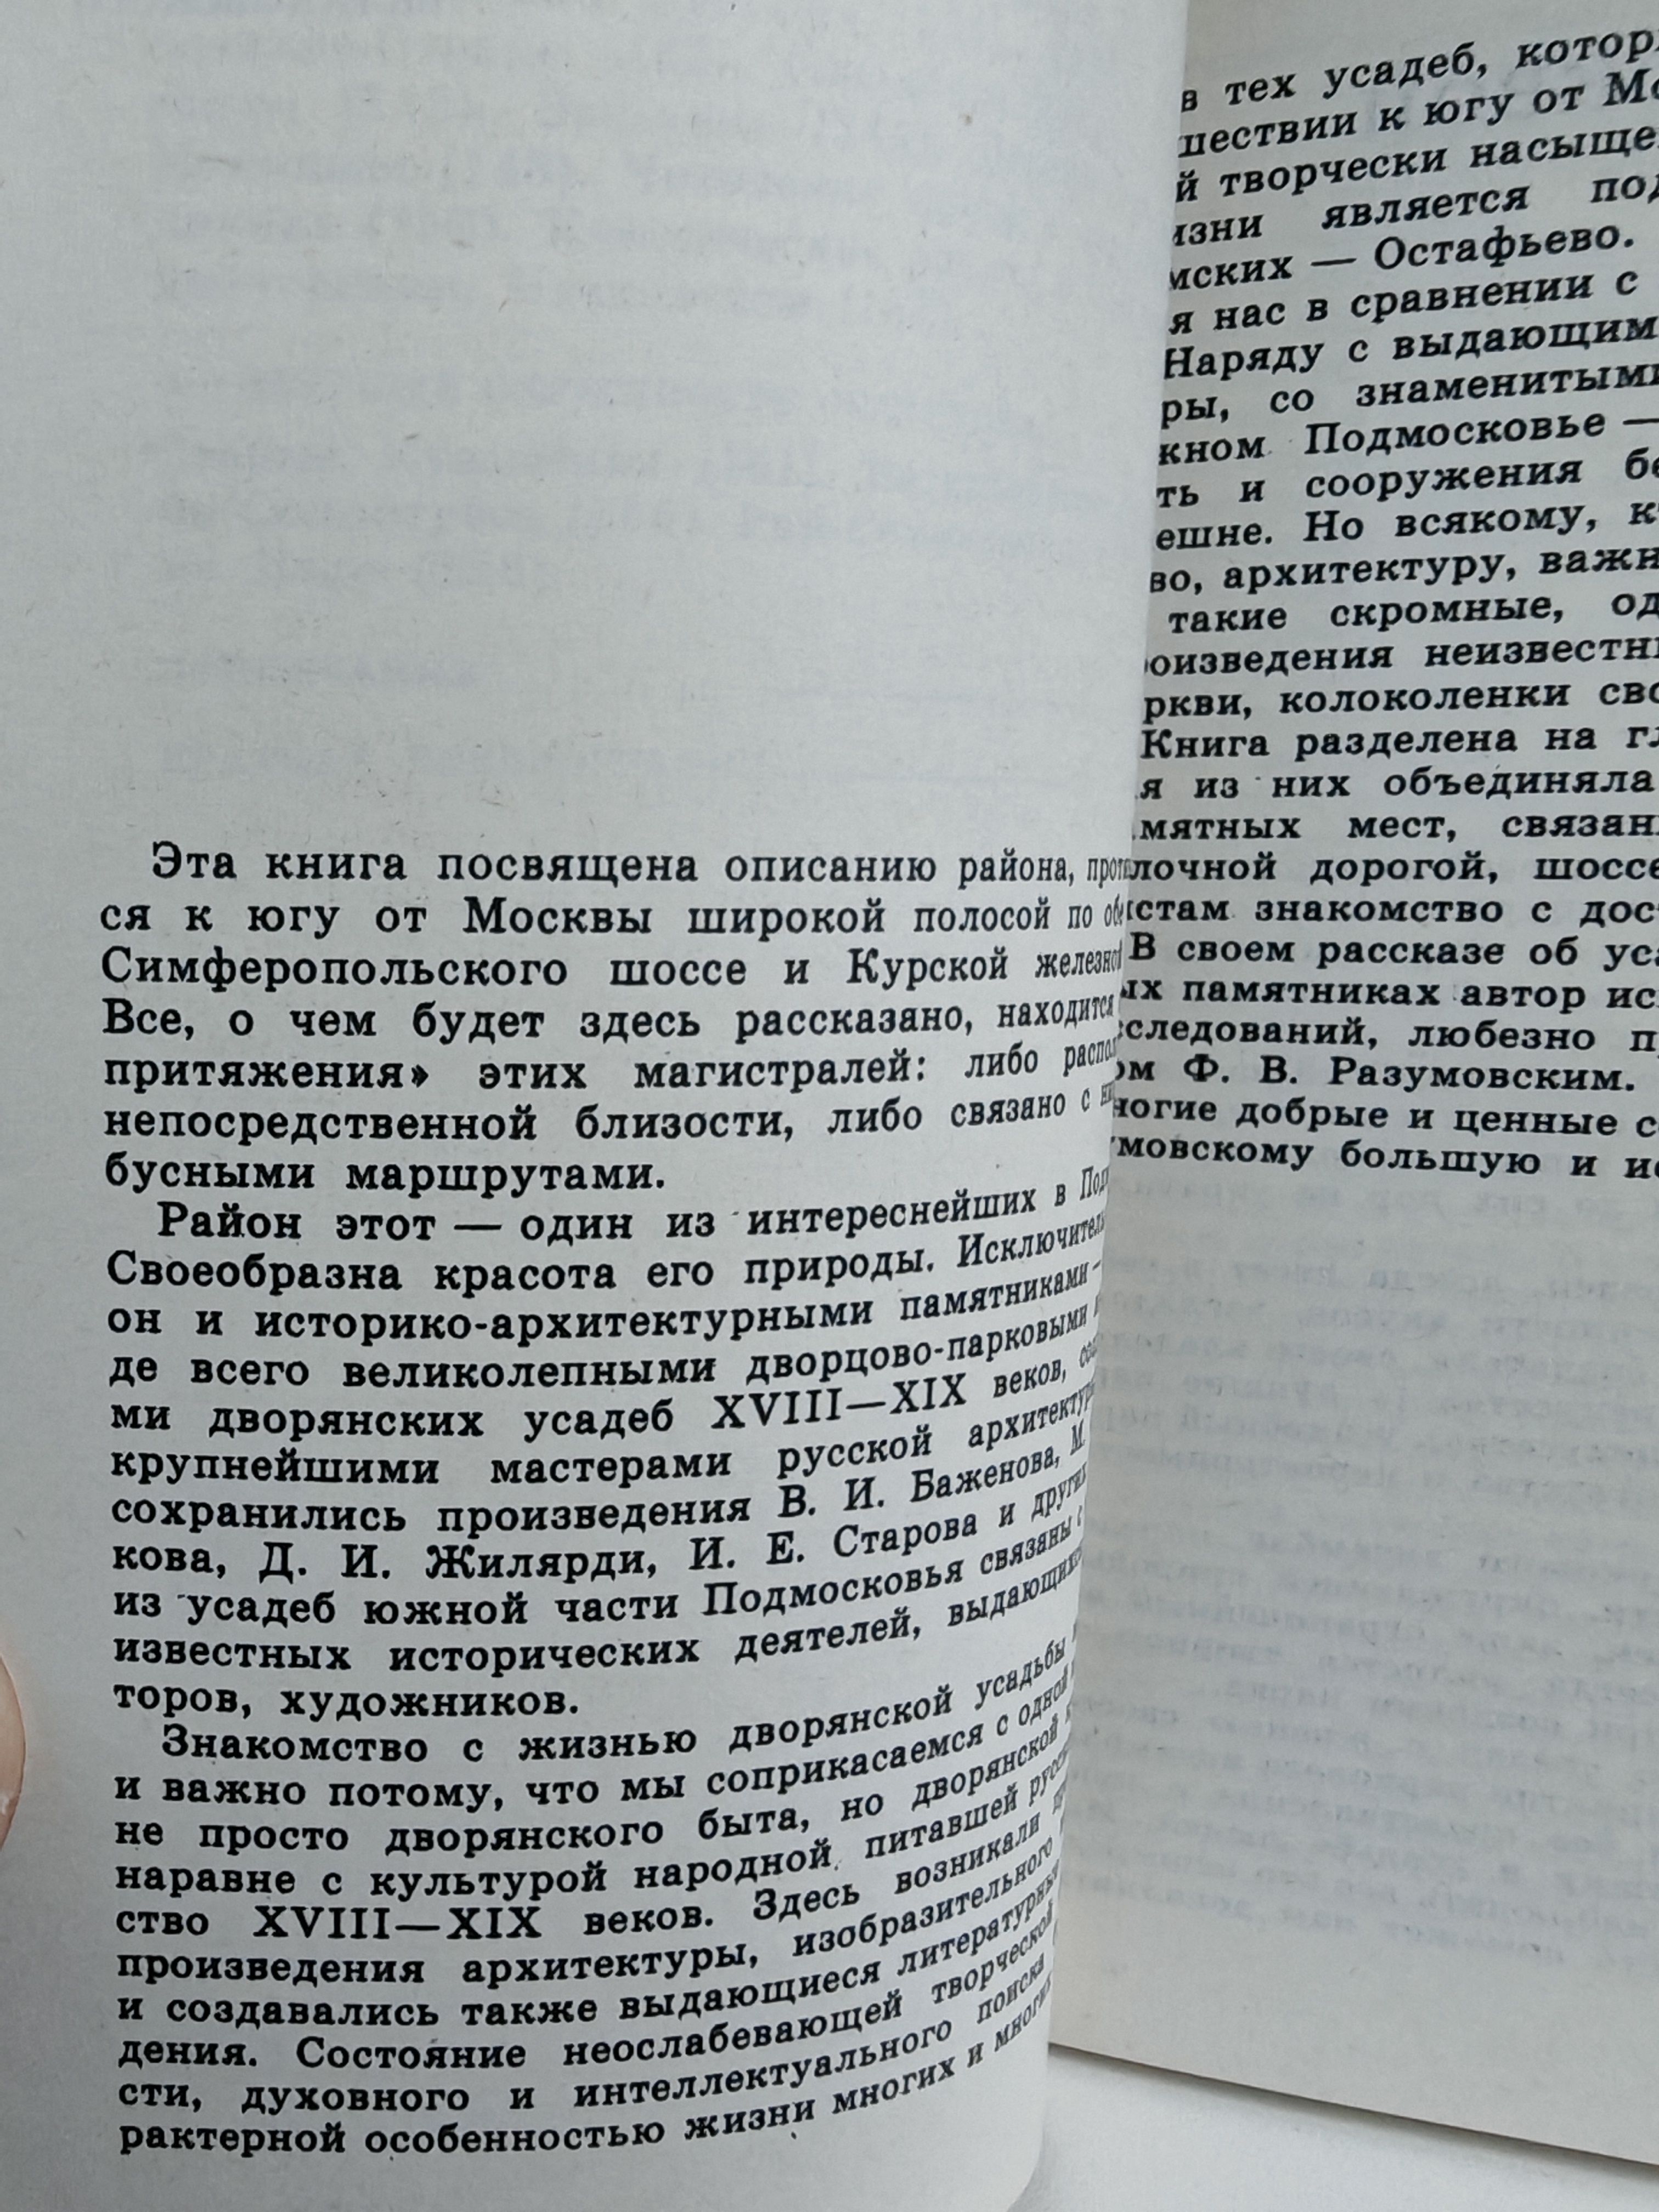 Эта книга посвящена описанию района,
ся к югу от Москвы широкой полосой по
Симферопольского шоссе и Курской железной
Все, о чем будет здесь рассказано, находится
притяжения» этих магистралей: либо
непосредственной близости, либо связано с
бусными маршрутами.
Район этот — один из интереснейших в
Своеобразна красота его природы.
он и историко-архитектурными памятниками —
де всего великолепными дворцово-парковыми
ми дворянских усадеб XVIII—XIX веков,
крупнейшими мастерами русской архитектуры
сохранились произведения В. И. Баженова, М.
кова, Д. И. Жилярди, И. Е. Старова и других
из усадеб южной части Подмосковья связаны с
известных исторических деятелей,
торов, художников.
Знакомство с жизнью дворянской усадьбы
и важно потому, что мы соприкасаемся с одной
не просто дворянского быта, но дворянской
наравне с культурой народной питавшей
ство XVIII—XIX веков. Здесь возникали
произведения архитектуры, изобразительного
и создавались также выдающиеся литературные
дения. Состояние неослабевающей творческой
сти, духовного и интеллектуального поиска
рактерной особенностью жизни многих и многих
в тех усадеб,
шествии к югу от
й творчески
изни является
мских — Остафьево.
я нас в сравнении с
Наряду с
ры, со знаменитыми
жном Подмосковье —
ть и сооружения
ешне. Но всякому,
во, архитектуру,
такие скромные,
роизведения
ркви, колоколенки
Книга разделена на
я из них объединяла
мятных мест,
лочной дорогой,
истам знакомство с
В своем рассказе об
ых памятниках автор
сследований, любезно
ом Ф. В. Разумовским.
ногие добрые и ценные
умовскому большую и